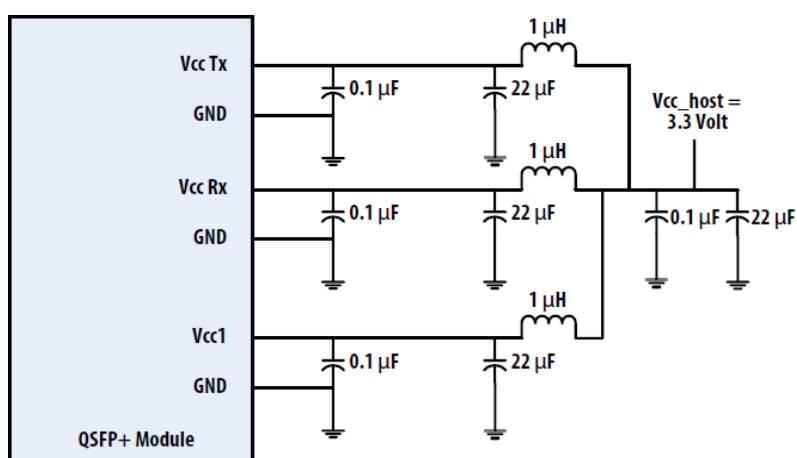 1 µH
Vcc Tx
0.1 µF
22 µF
GND
Vcc_host =
3.3 Volt
1 µH
Vcc Rx
0.1 µF
22 µF
0.1 µF
22 µF
GND
1 µH
Vcc1
0.1 µF
22 µF
GND
QSFP+ Module